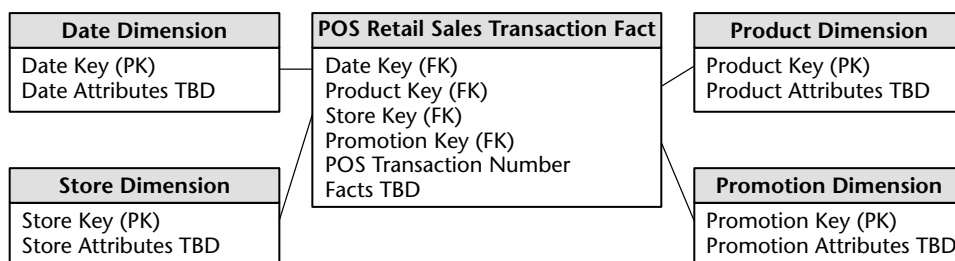 Date Dimension
Date Key (PK)
Date Attributes TBD
POS Retail Sales Transaction Fact
Date Key (FK)
Product Key (FK)
Store Key (FK)
Promotion Key (FK)
POS Transaction Number
Facts TBD
Product Dimension
Product Key (PK)
Product Attributes TBD
Store Dimension
Store Key (PK)
Store Attributes TBD
Promotion Dimension
Promotion Key (PK)
Promotion Attributes TBD